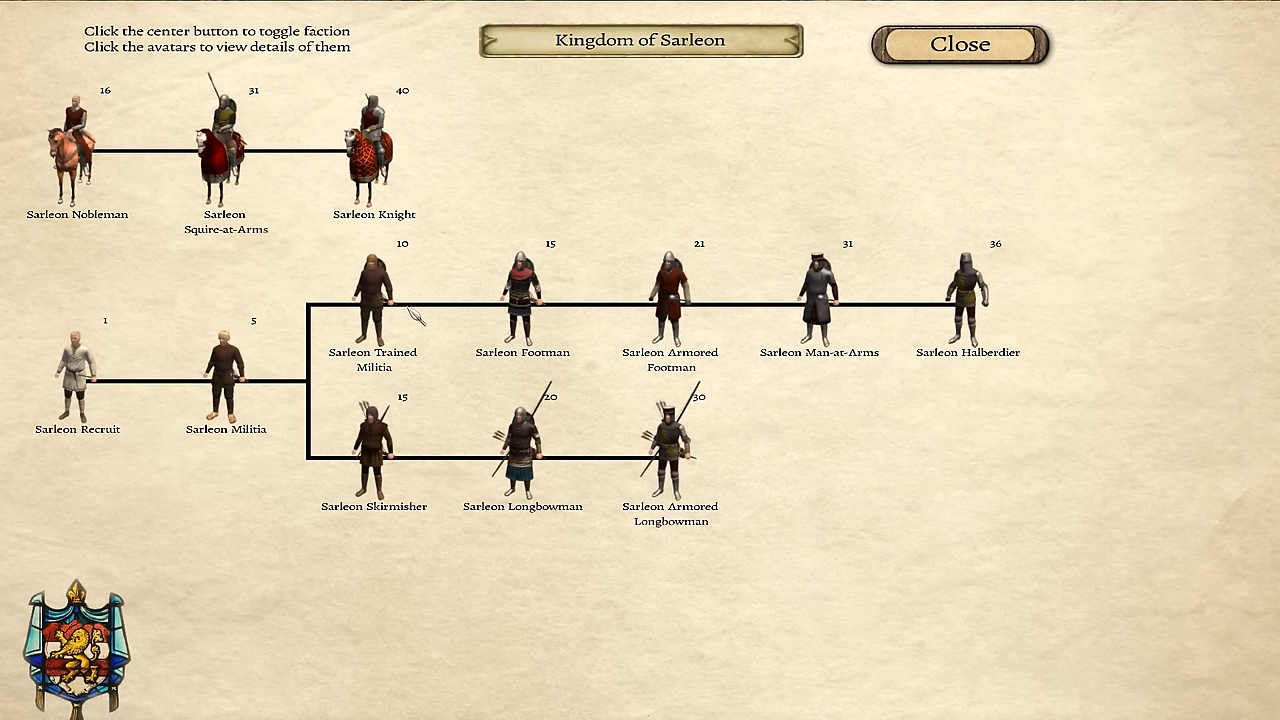 Click the center button to toggle faction
Click the avatars to view details of them
Kingdom of Sarleon
Close
16
31
40
Sarleon Nobleman
Sarleon
Squire-at-Arms
Sarleon Knight
10
15
21
31
36
Sarleon Trained
Militia
Sarleon Footman
Sarleon Armored
Footman
Sarleon Man-at-Arms
Sarleon Halberdier
1
5
Sarleon Recruit
Sarleon Militia
15
20
30
Sarleon Skirmisher
Sarleon Longbowman
Sarleon Armored
Longbowman